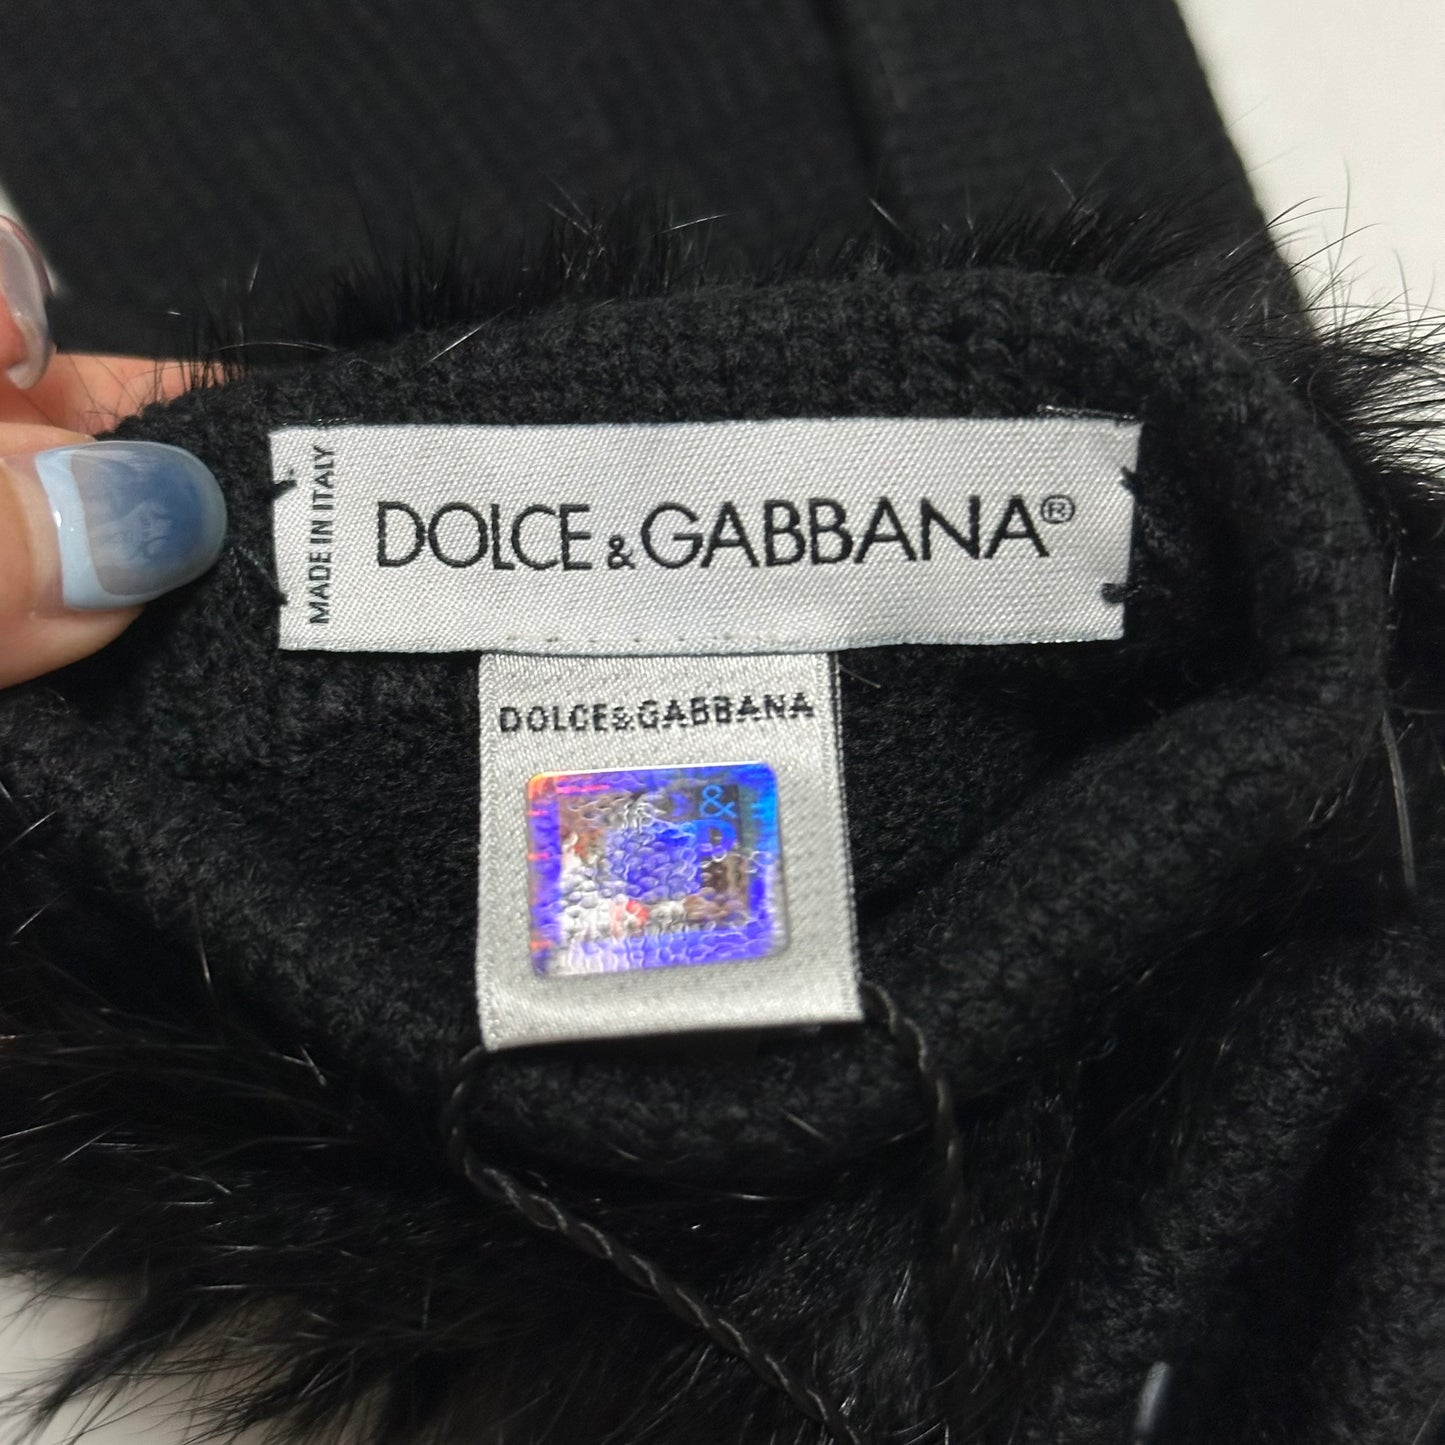 MADE IN ITALY
DOLCE & GABBANA®
DOLCE&GABBANA
&